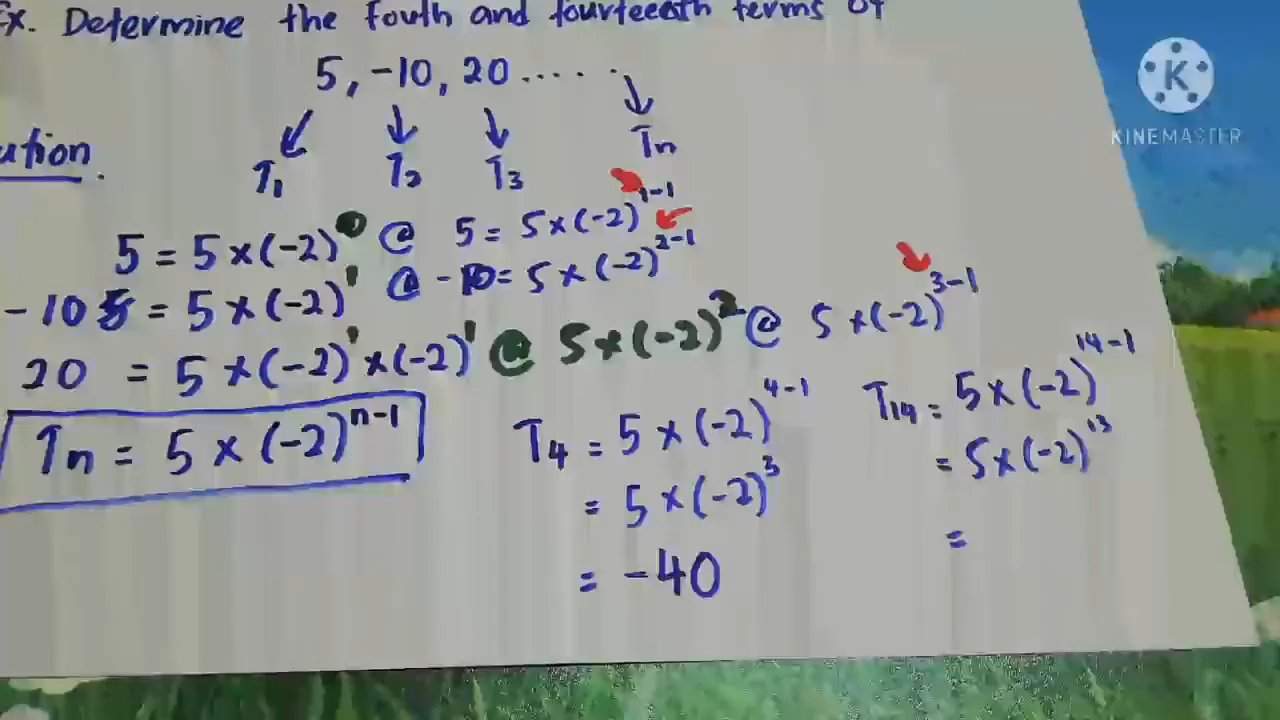 Ex. Determine the fouth and fourteeeth terms of
5, -10, 20 ......
T₁ T₂ T₃ Tn
ution.
5 = 5 × (-2)⁰ @ 5 = 5 × (-2)¹⁻¹
-10 = 5 × (-2)¹ @ -10 = 5 × (-2)²⁻¹
20 = 5 × (-2)¹ × (-2)¹ @ 5 × (-2)² @ 5 × (-2)³⁻¹
Tn = 5 × (-2)ⁿ⁻¹
T₄ = 5 × (-2)⁴⁻¹
= 5 × (-2)³
= -40
T₁₄ = 5 × (-2)¹⁴⁻¹
= 5 × (-2)¹³
=
K
KINEMASTER